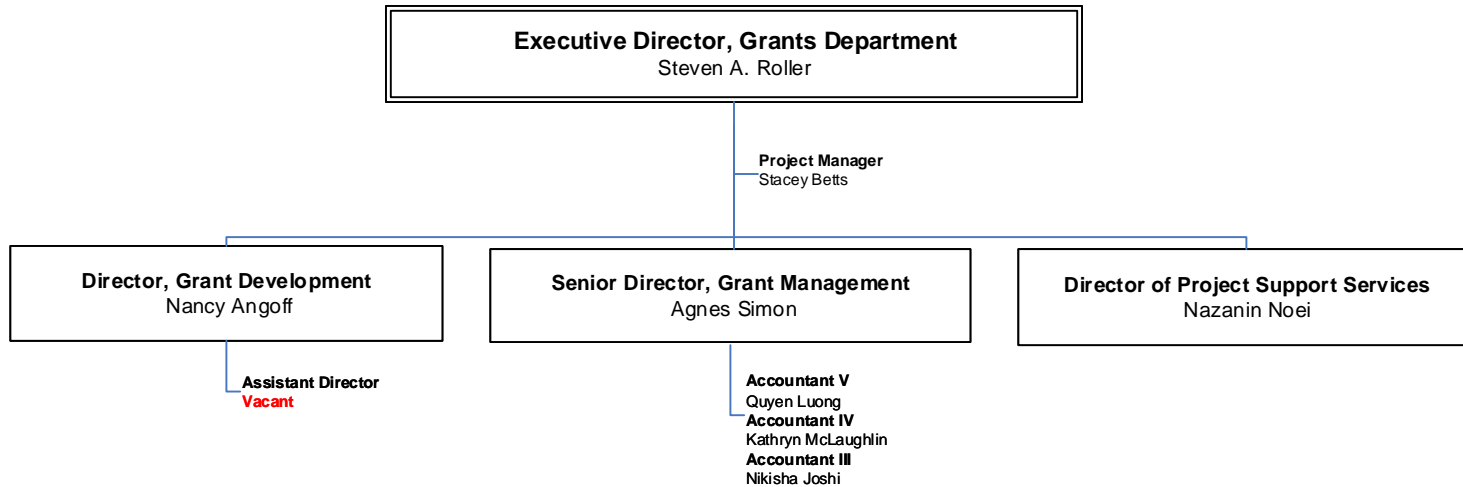 Executive Director, Grants Department
Steven A. Roller
Project Manager
Stacey Betts
Director, Grant Development
Nancy Angoff
Senior Director, Grant Management
Agnes Simon
Director of Project Support Services
Nazanin Noei
Assistant Director
Vacant
Accountant V
Quyen Luong
Accountant IV
Kathryn McLaughlin
Accountant III
Nikisha Joshi